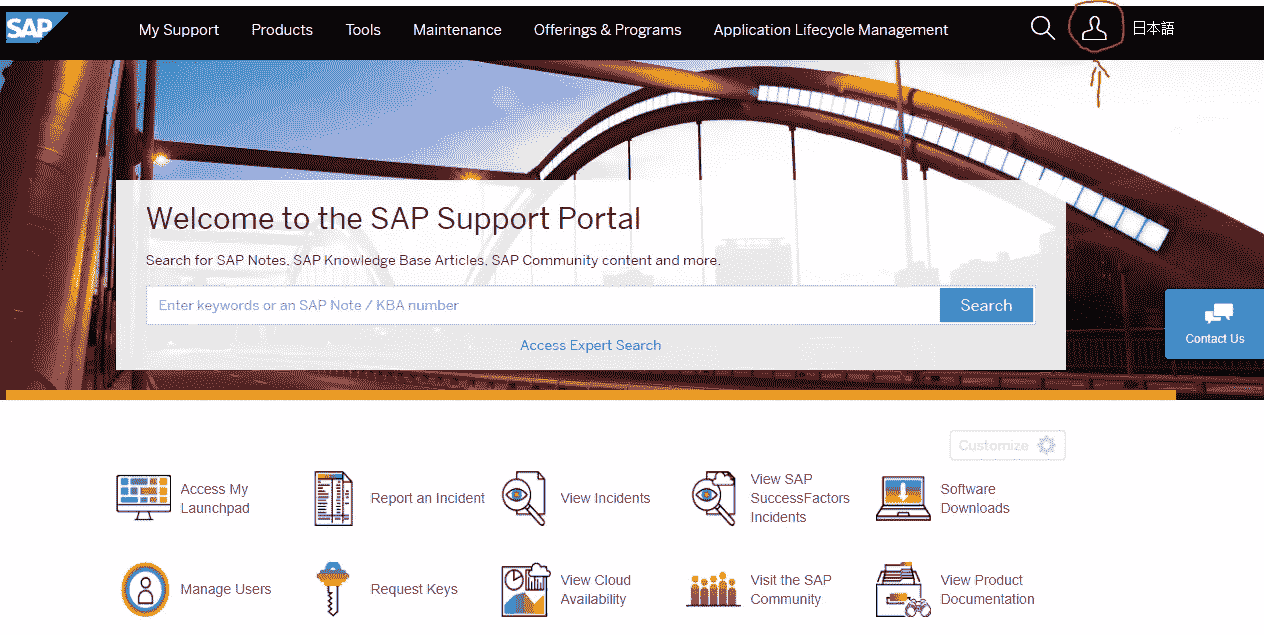 SAP
My Support
Products
Tools
Maintenance
Offerings & Programs
Application Lifecycle Management
日本語
Welcome to the SAP Support Portal
Search for SAP Notes, SAP Knowledge Base Articles, SAP Community content and more.
Enter keywords or an SAP Note / KBA number
Search
Access Expert Search
Contact Us
Customize
Access My
Launchpad
Report an Incident
View Incidents
View SAP
SuccessFactors
Incidents
Software
Downloads
Manage Users
Request Keys
View Cloud
Availability
Visit the SAP
Community
View Product
Documentation